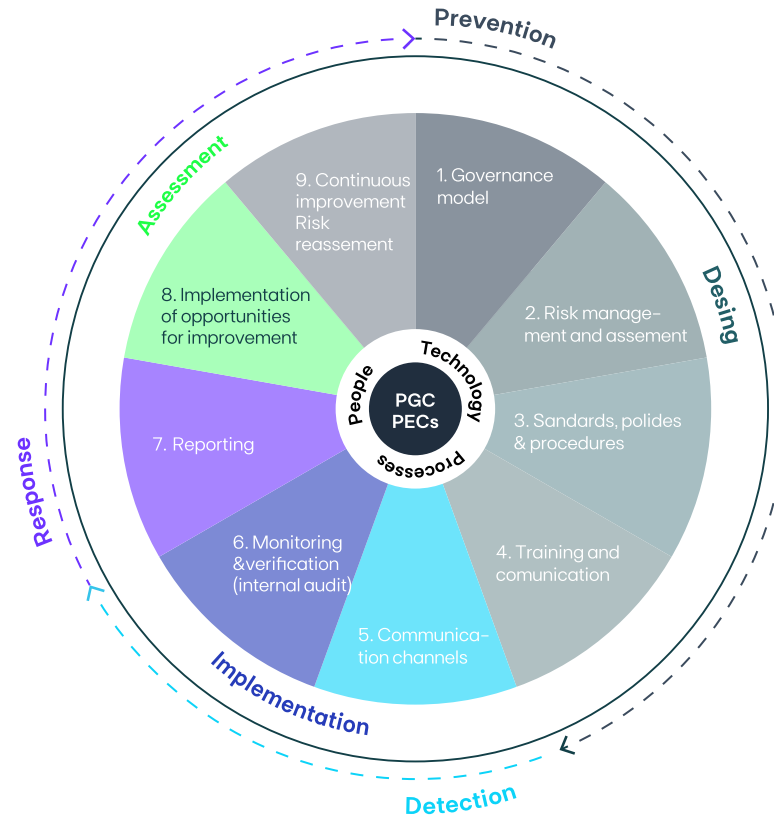 Prevention
Assessment
9. Continuous
improvement
Risk
reassement
1. Governance
model
Desing
8. Implementation
of opportunities
for improvement
2. Risk manage-
ment and assement
People
Technology
Processes
PGC
PECs
7. Reporting
3. Sandards, polides
& procedures
Response
6. Monitoring
&verification
(internal audit)
4. Training and
comunication
5. Communica-
tion channels
Implementation
Detection